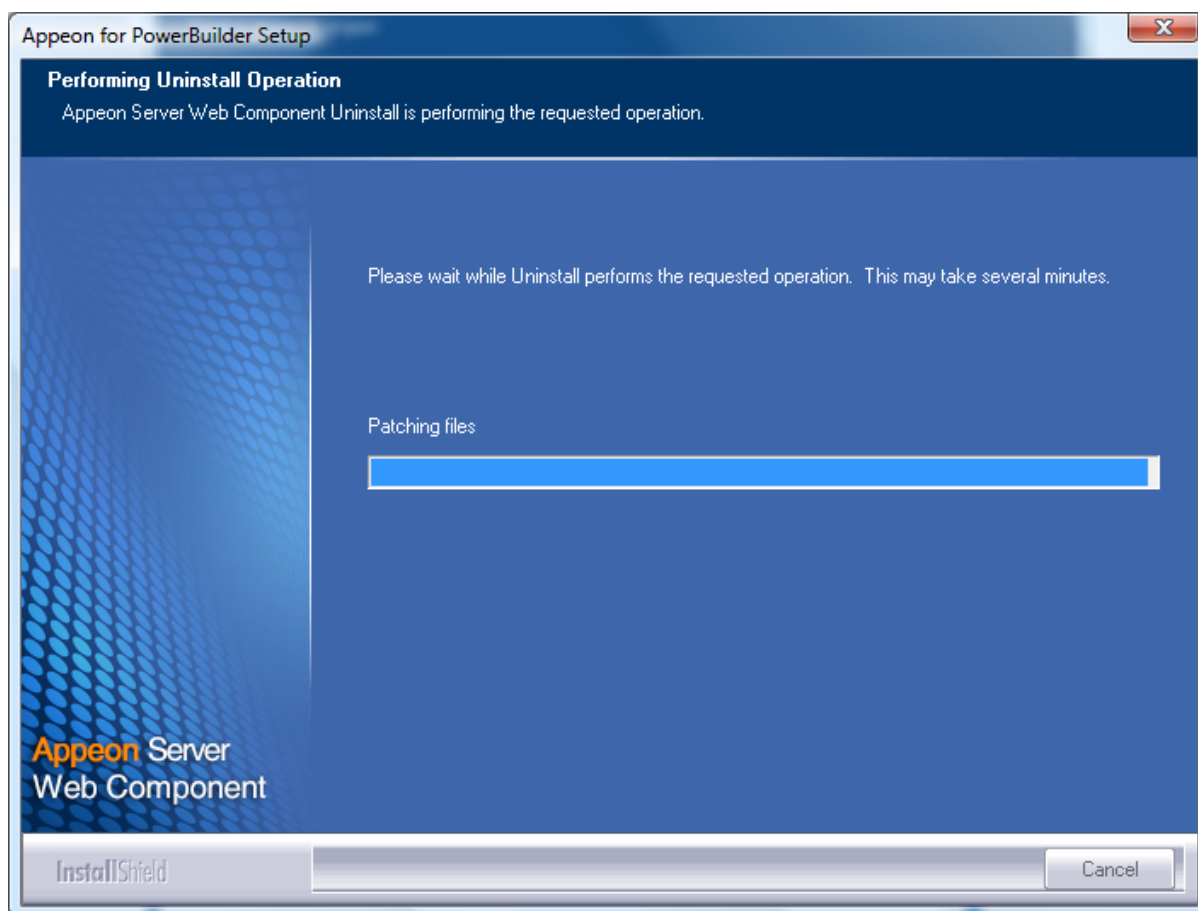 Appeon for PowerBuilder Setup
Performing Uninstall Operation
Appeon Server Web Component Uninstall is performing the requested operation.
Please wait while Uninstall performs the requested operation.  This may take several minutes.
Patching files
Appeon Server
Web Component
InstallShield
Cancel